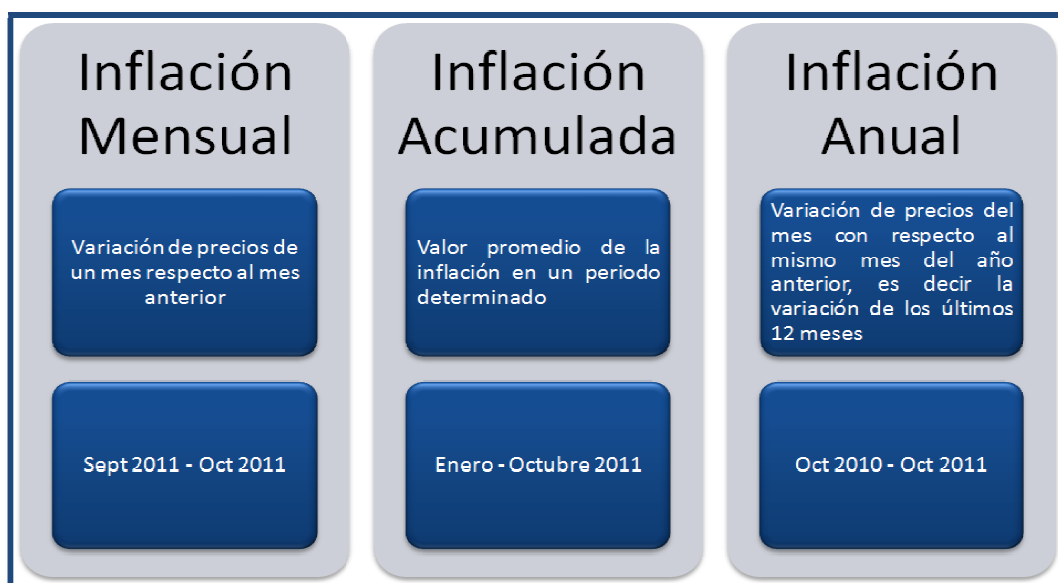 Inflación
Mensual
Variación de precios de
un mes respecto al mes
anterior
Sept 2011 - Oct 2011
Inflación
Acumulada
Valor promedio de la
inflación en un periodo
determinado
Enero - Octubre 2011
Inflación
Anual
Variación de precios del
mes con respecto al
mismo mes del año
anterior, es decir la
variación de los últimos
12 meses
Oct 2010 - Oct 2011